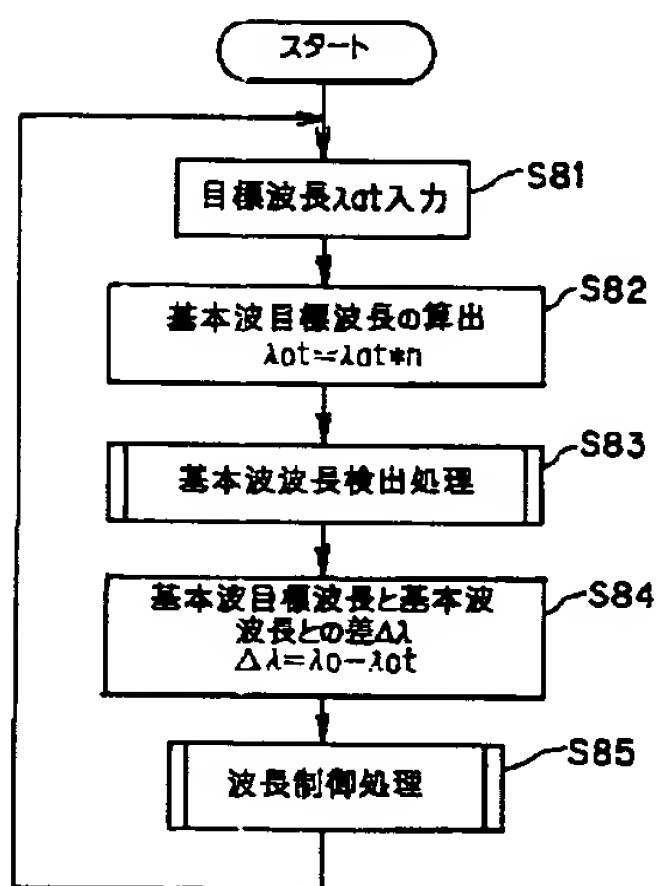 スタート
目標波長λat入力
S81
基本波目標波長の算出
λot=λat*n
S82
基本波波長検出処理
S83
基本波目標波長と基本波
波長との差Δλ
Δλ=λo-λot
S84
波長制御処理
S85